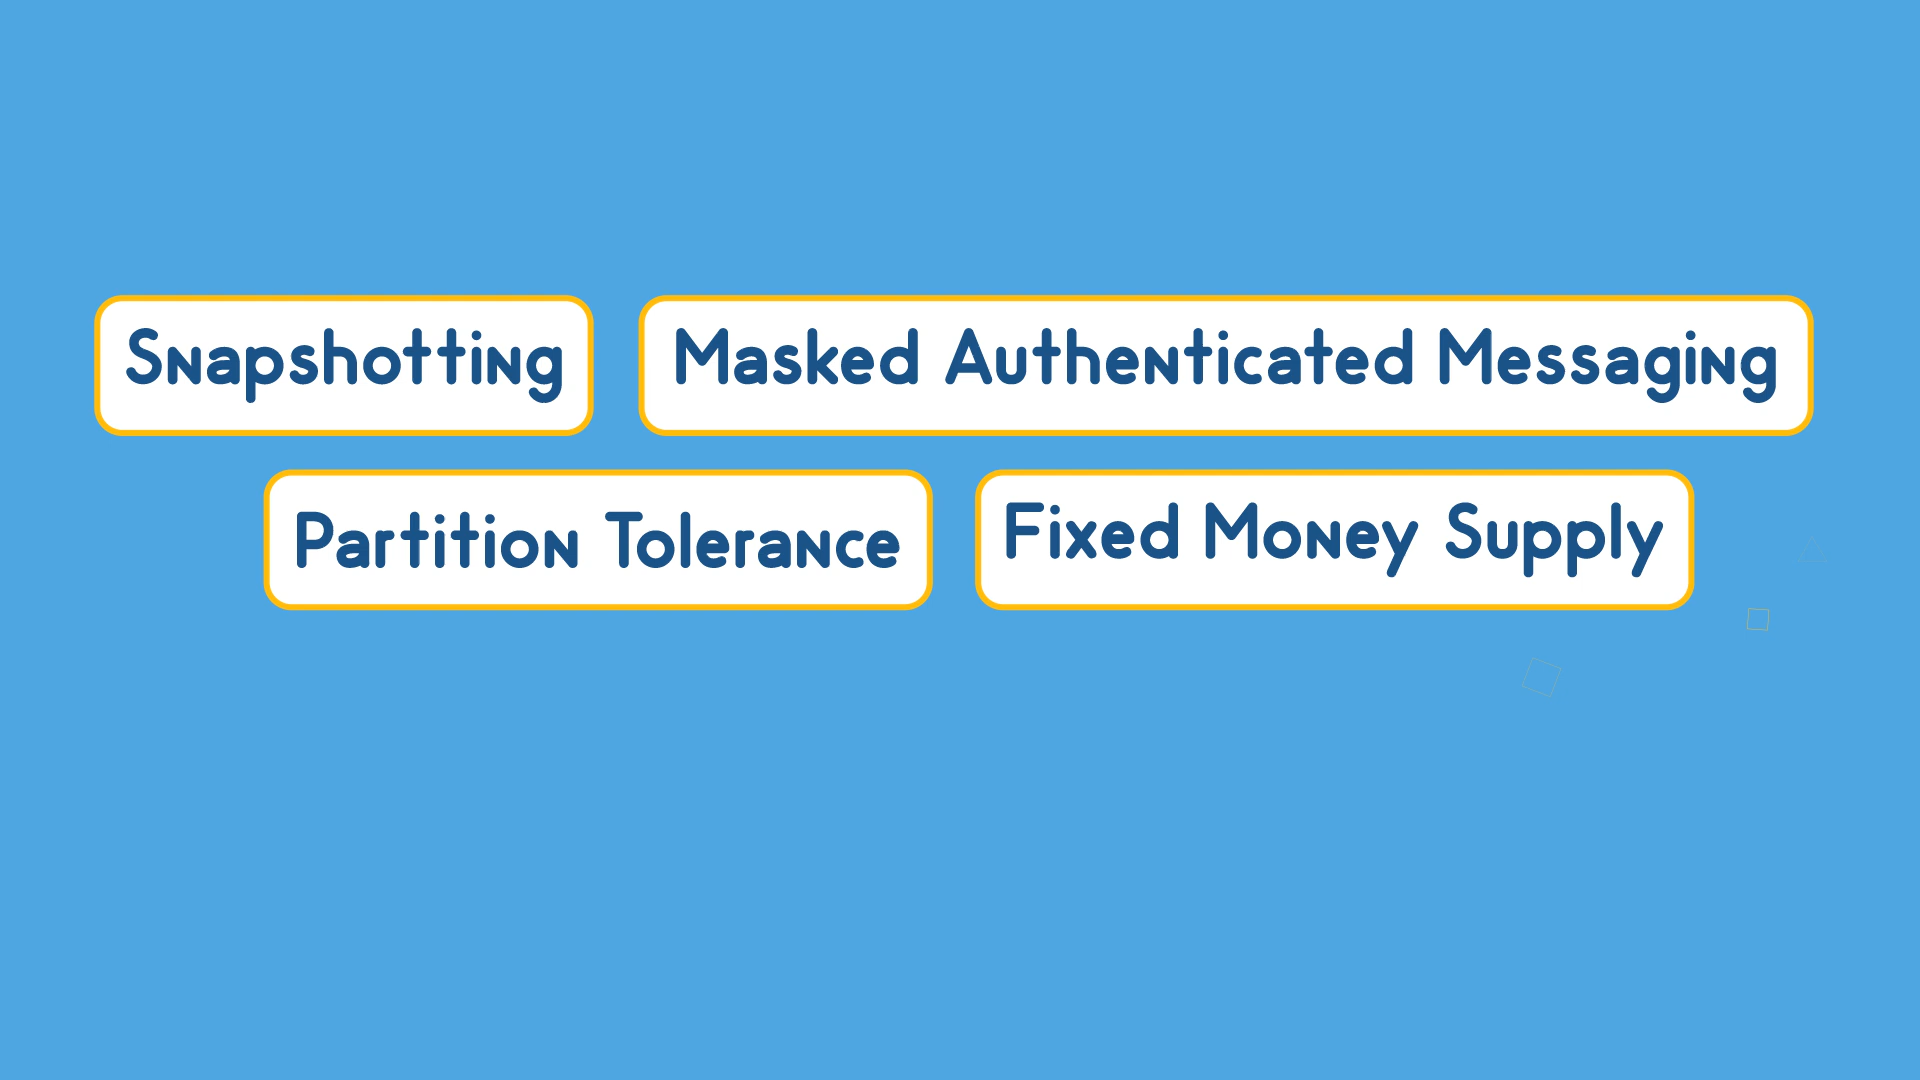 Snapshotting
Masked Authenticated Messaging
Partition Tolerance
Fixed Money Supply